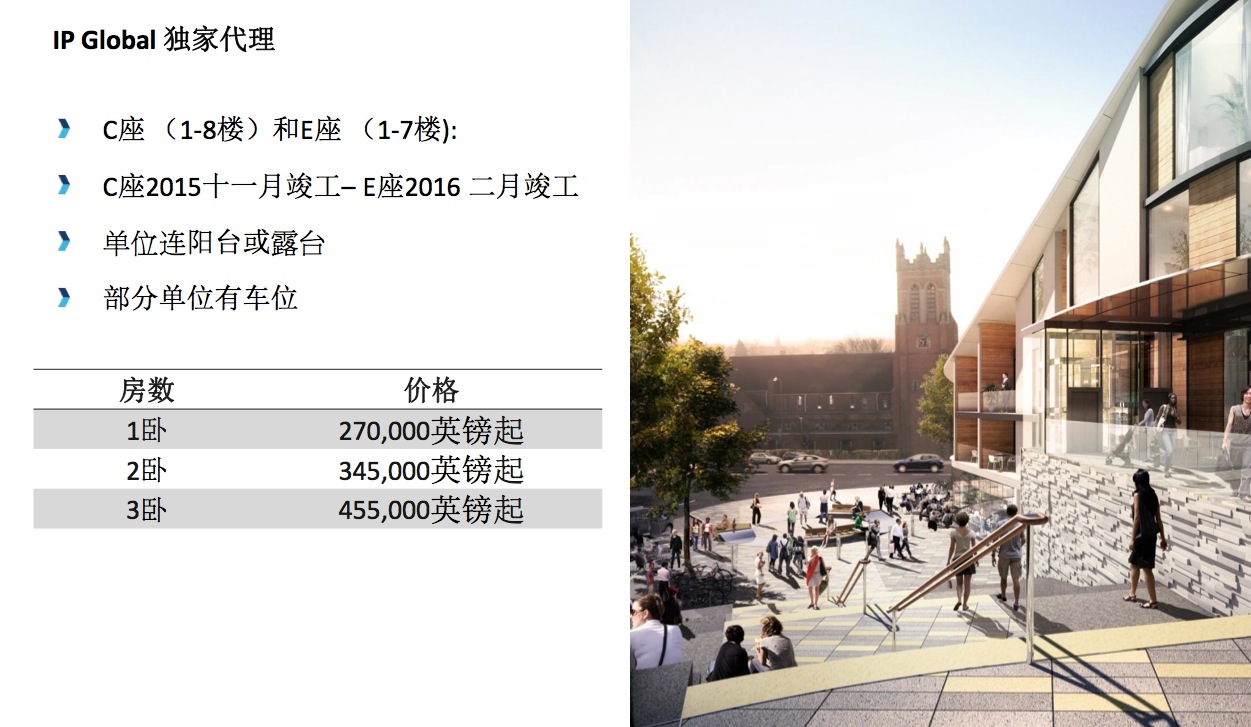 IP Global 独家代理
C座 （1-8楼）和E座 （1-7楼):
C座2015十一月竣工– E座2016 二月竣工
单位连阳台或露台
部分单位有车位
房数 价格
1卧 270,000英镑起
2卧 345,000英镑起
3卧 455,000英镑起